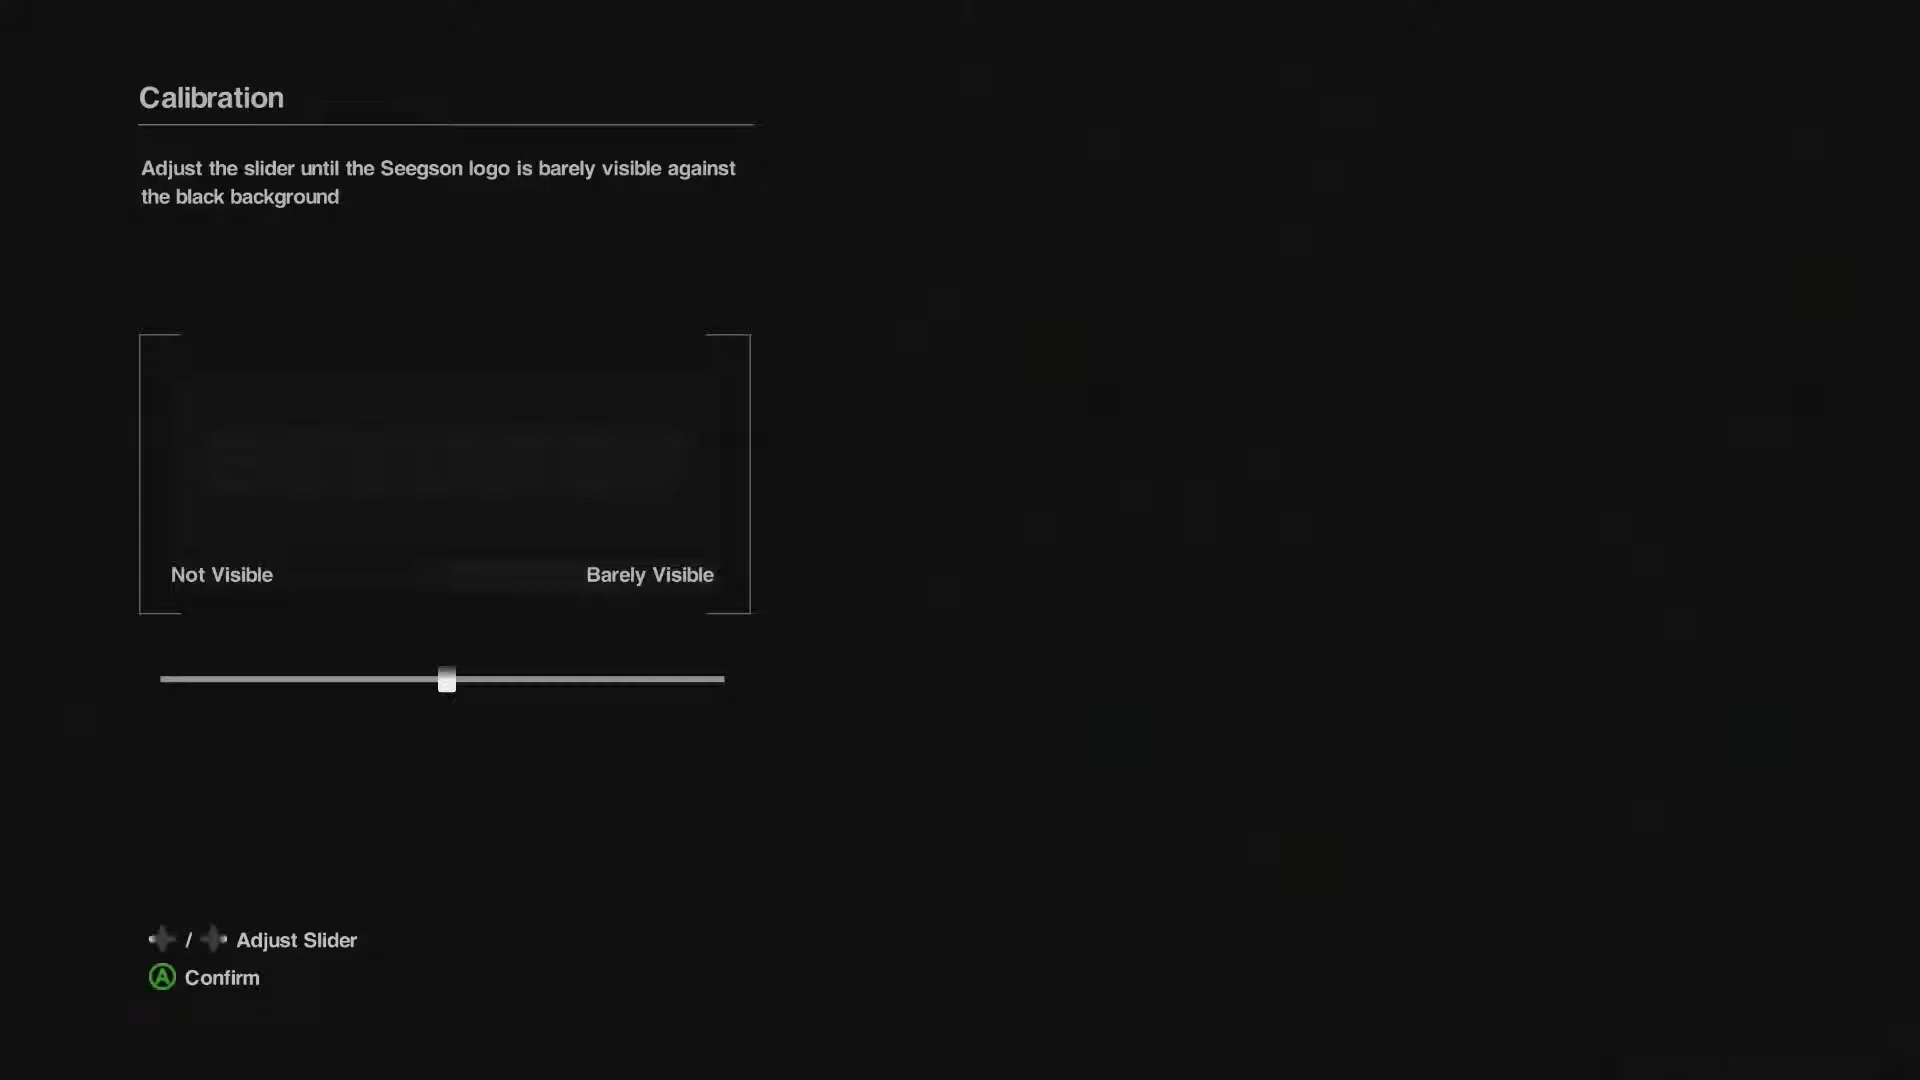 Calibration
Adjust the slider until the Seegson logo is barely visible against
the black background
Not Visible
Barely Visible
/ Adjust Slider
A Confirm